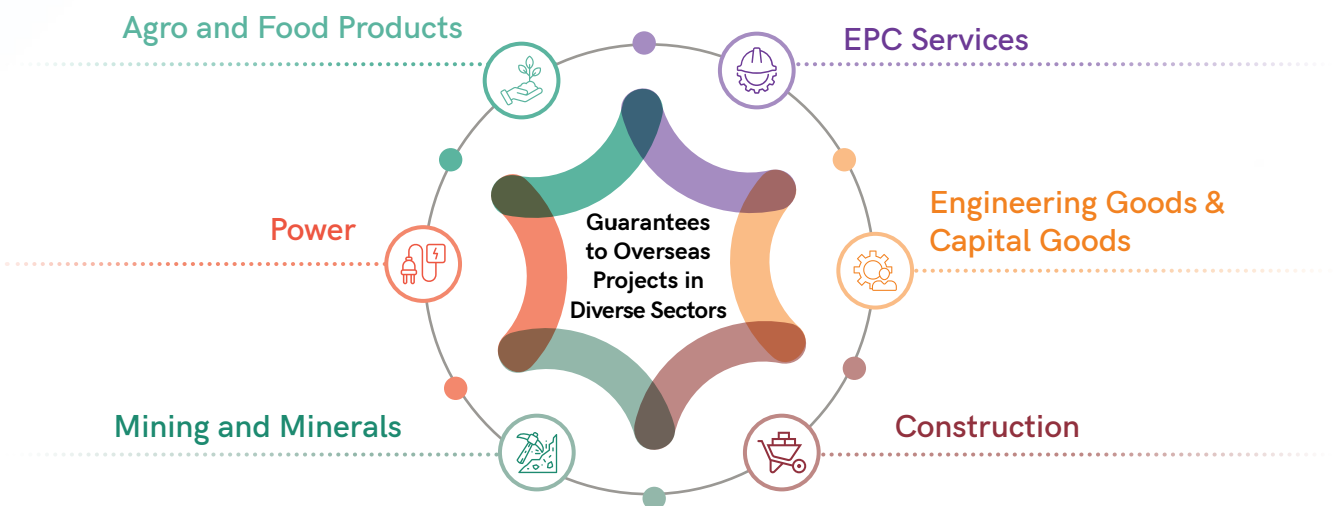 Agro and Food Products
EPC Services
Power
Guarantees
to Overseas
Projects in
Diverse Sectors
Engineering Goods &
Capital Goods
Mining and Minerals
Construction